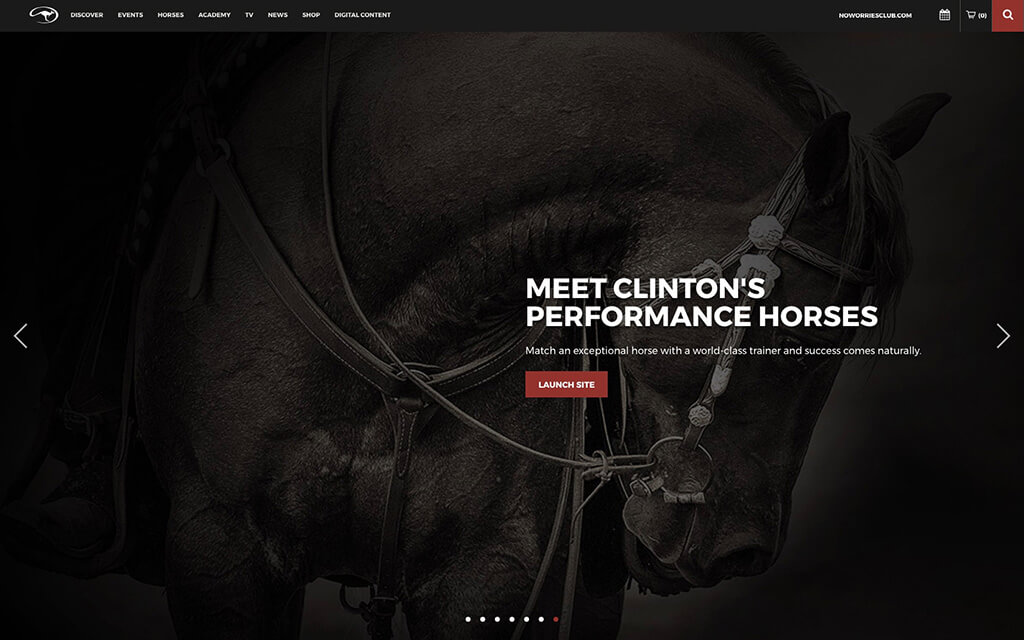 DISCOVER EVENTS HORSES ACADEMY TV NEWS SHOP DIGITAL CONTENT NOWORRIESCLUB.COM (0)
MEET CLINTON'S
PERFORMANCE HORSES
Match an exceptional horse with a world-class trainer and success comes naturally.
LAUNCH SITE